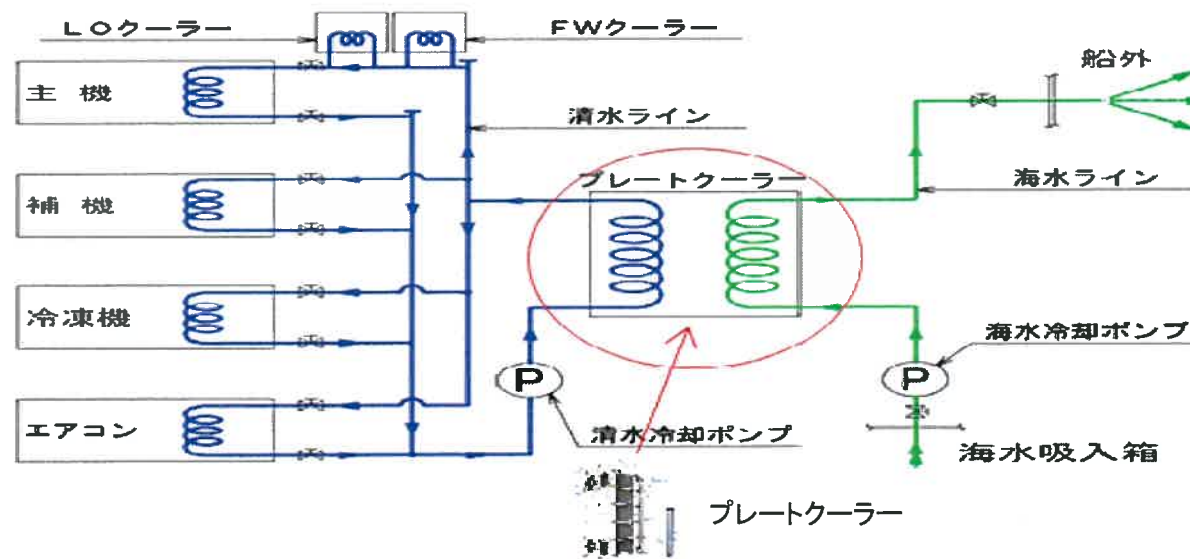 LOクーラー
FWクーラー
主機
補機
冷凍機
エアコン
清水ライン
プレートクーラー
船外
海水ライン
P
清水冷却ポンプ
P
海水冷却ポンプ
海水吸入箱
プレートクーラー